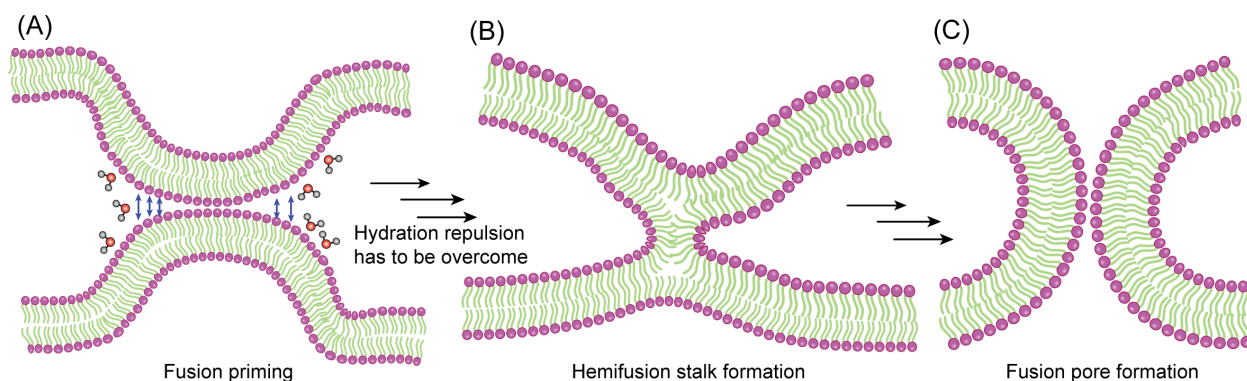 (A)
(B)
(C)
Hydration repulsion
has to be overcome
Fusion priming
Hemifusion stalk formation
Fusion pore formation